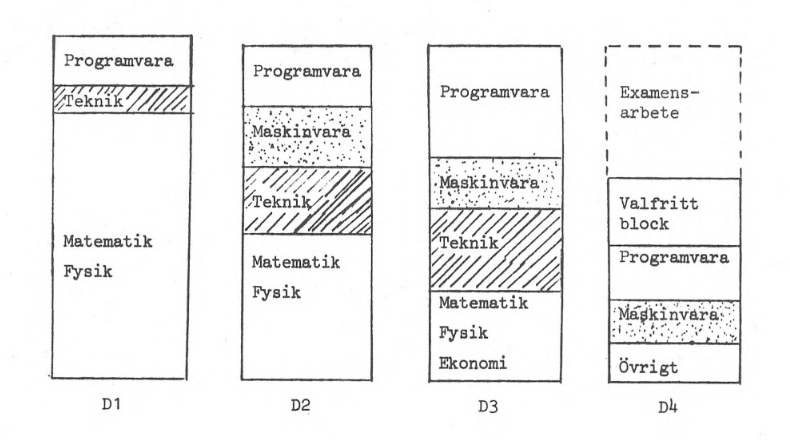 Programvara
Teknik
Matematik
Fysik
D1
Programvara
Maskinvara
Teknik
Matematik
Fysik
D2
Programvara
Maskinvara
Teknik
Matematik
Fysik
Ekonomi
D3
Examens-
arbete
Valfritt
block
Programvara
Maskinvara
Övrigt
D4